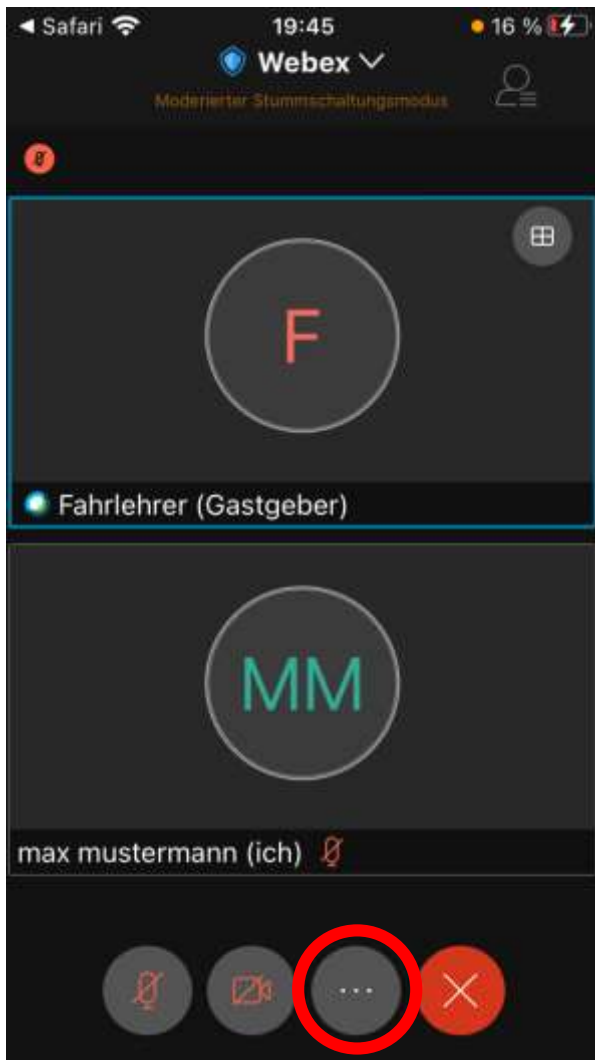 ◄ Safari 19:45 16 %
Webex
Moderierter Stummschaltungsmodus
F
Fahrlehrer (Gastgeber)
MM
max mustermann (ich)